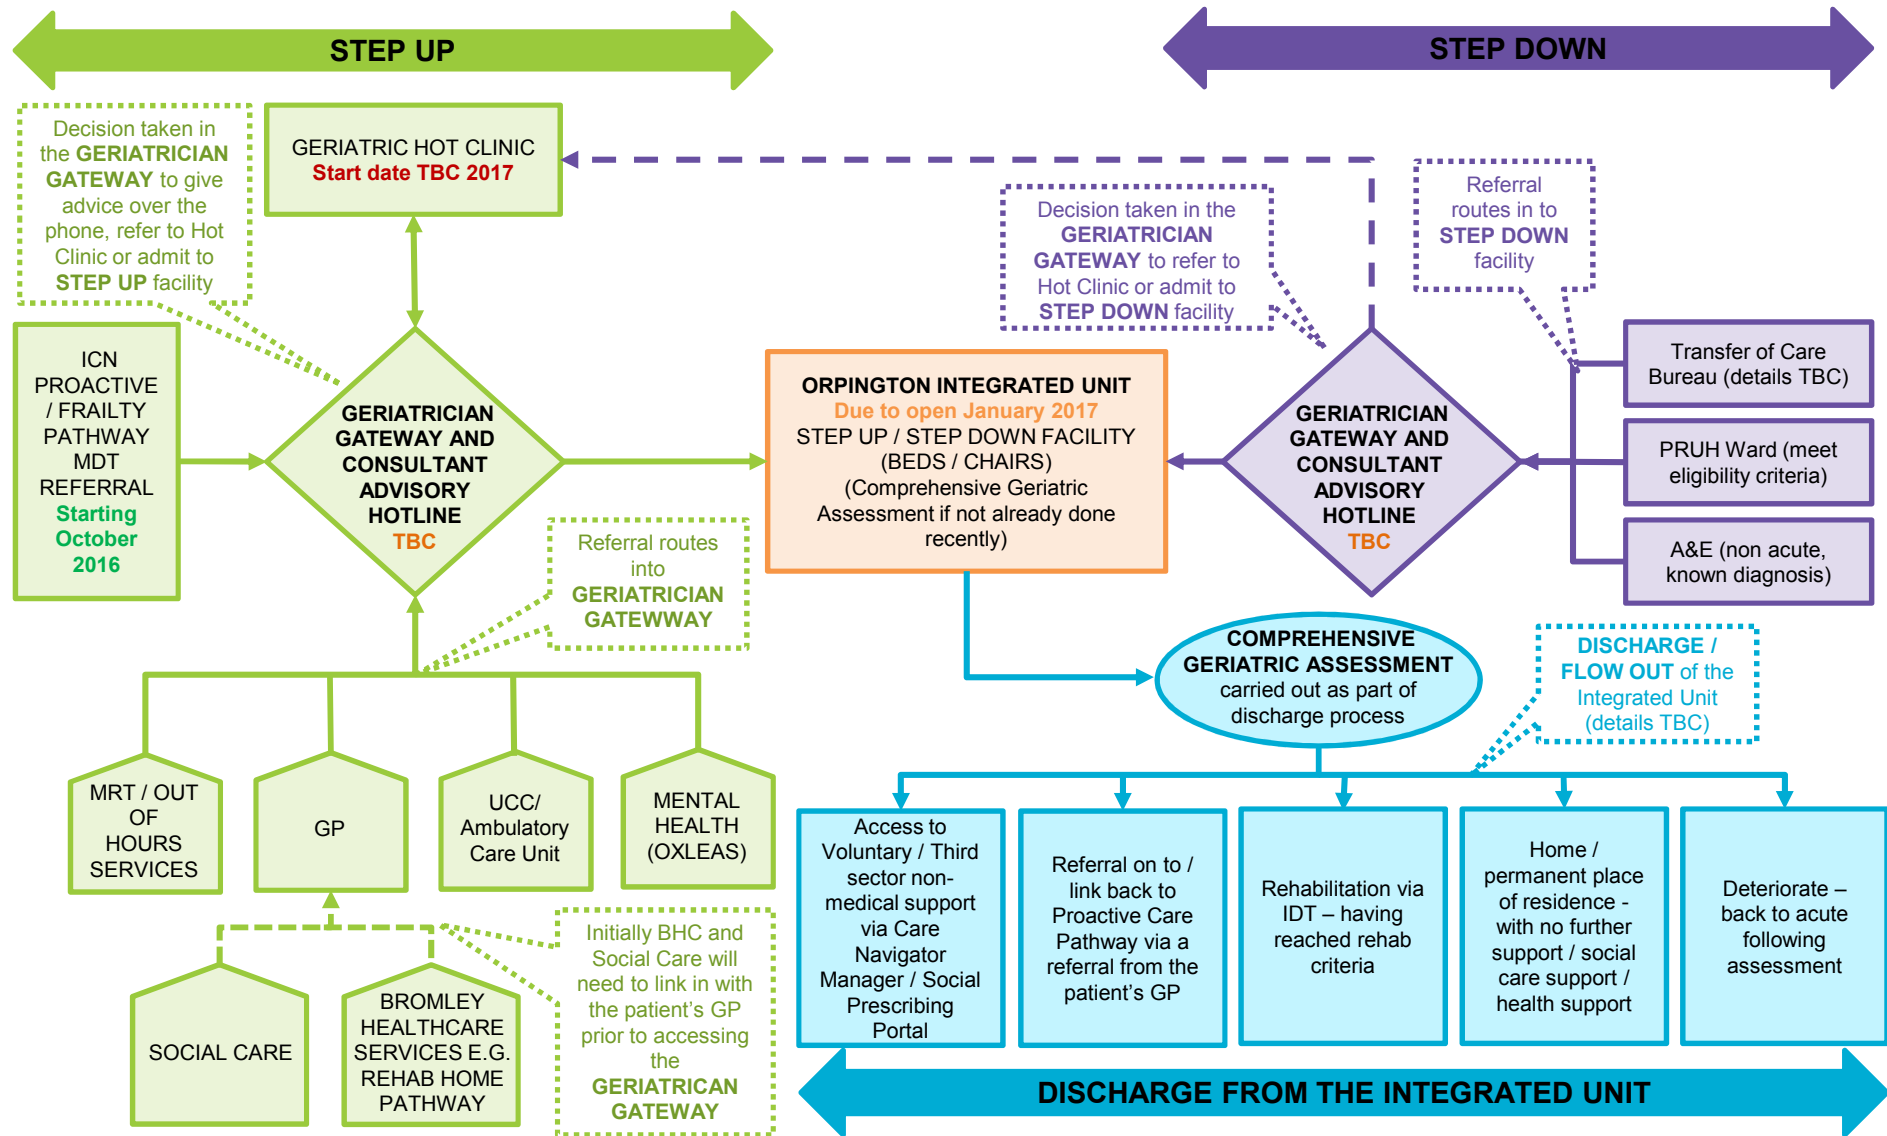 STEP UP
STEP DOWN
Decision taken in
the GERIATRICIAN
GATEWAY to give
advice over the
phone, refer to Hot
Clinic or admit to
STEP UP facility
GERIATRIC HOT CLINIC
Start date TBC 2017
Decision taken in the
GERIATRICIAN
GATEWAY to refer to
Hot Clinic or admit to
STEP DOWN facility
Referral
routes in to
STEP DOWN
facility
ICN
PROACTIVE
/ FRAILTY
PATHWAY
MDT
REFERRAL
Starting
October
2016
GERIATRICIAN
GATEWAY AND
CONSULTANT
ADVISORY
HOTLINE
TBC
ORPINGTON INTEGRATED UNIT
Due to open January 2017
STEP UP / STEP DOWN FACILITY
(BEDS / CHAIRS)
(Comprehensive Geriatric
Assessment if not already done
recently)
GERIATRICIAN
GATEWAY AND
CONSULTANT
ADVISORY
HOTLINE
TBC
Transfer of Care
Bureau (details TBC)
PRUH Ward (meet
eligibility criteria)
A&E (non acute,
known diagnosis)
Referral routes
into
GERIATRICIAN
GATEWWAY
COMPREHENSIVE
GERIATRIC ASSESSMENT
carried out as part of
discharge process
DISCHARGE /
FLOW OUT of the
Integrated Unit
(details TBC)
MRT / OUT
OF
HOURS
SERVICES
GP
UCC/
Ambulatory
Care Unit
MENTAL
HEALTH
(OXLEAS)
Access to
Voluntary / Third
sector non-
medical support
via Care
Navigator
Manager / Social
Prescribing
Portal
Referral on to /
link back to
Proactive Care
Pathway via a
referral from the
patient's GP
Rehabilitation via
IDT – having
reached rehab
criteria
Home /
permanent place
of residence -
with no further
support / social
care support /
health support
Deteriorate –
back to acute
following
assessment
SOCIAL CARE
BROMLEY
HEALTHCARE
SERVICES E.G.
REHAB HOME
PATHWAY
Initially BHC and
Social Care will
need to link in with
the patient's GP
prior to accessing
the
GERIATRICAN
GATEWAY
DISCHARGE FROM THE INTEGRATED UNIT